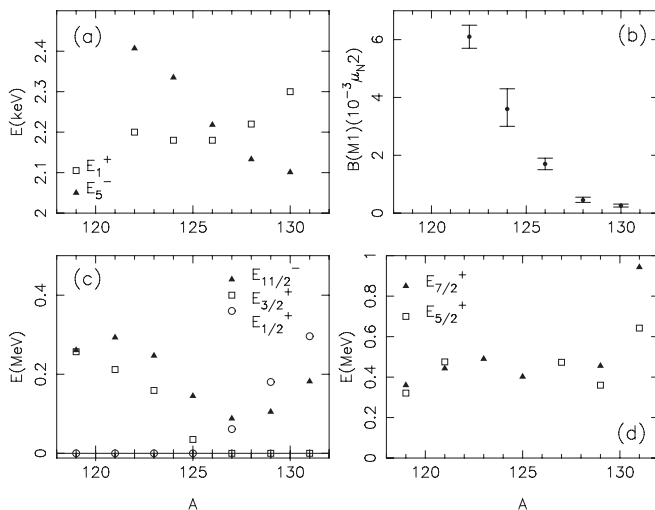 (a)
E(keV)
2.4
2.3
2.2
2.1
2
E₁⁺
E₅⁻
120 125 130
(b)
B(M1)(10⁻³μ_N2)
6
4
2
0
120 125 130
(c)
E(MeV)
0.4
0.2
0
E₁₁/₂⁻
E₃/₂⁺
E₁/₂⁺
120 125 130
A
(d)
E(MeV)
1
0.8
0.6
0.4
0.2
0
E₇/₂⁺
E₅/₂⁺
120 125 130
A